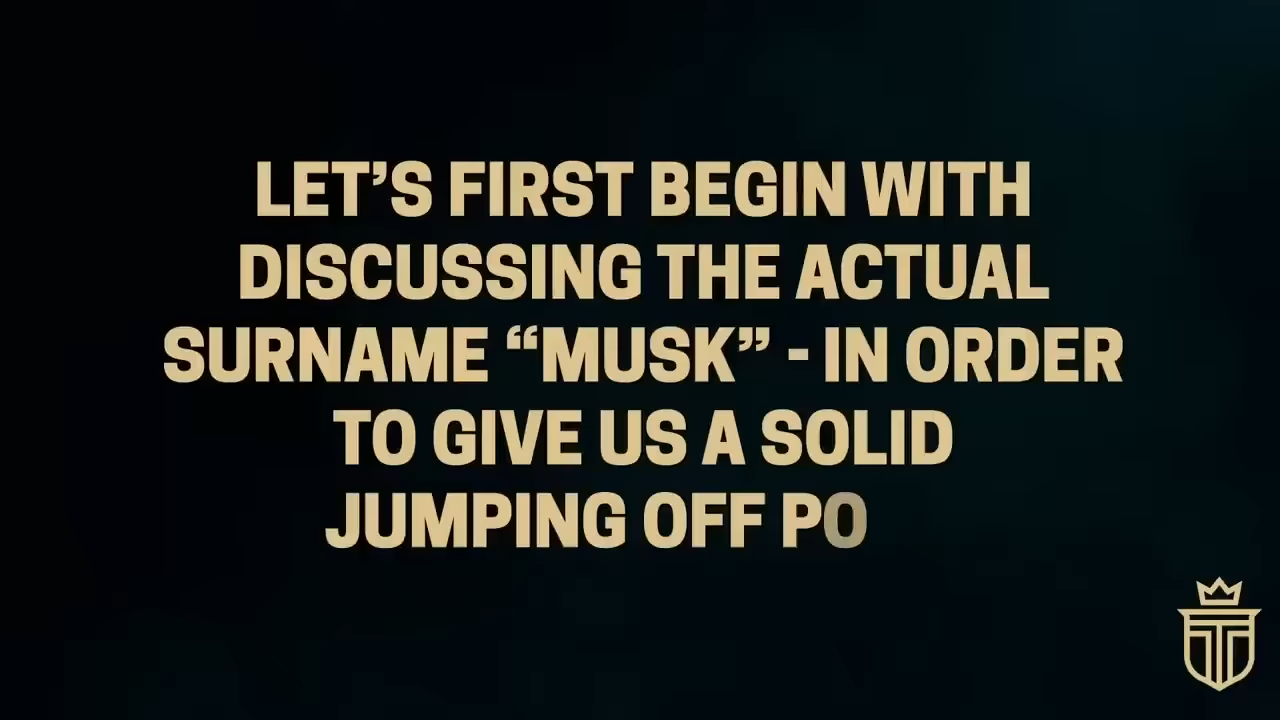 LET’S FIRST BEGIN WITH
DISCUSSING THE ACTUAL
SURNAME “MUSK” - IN ORDER
TO GIVE US A SOLID
JUMPING OFF PO